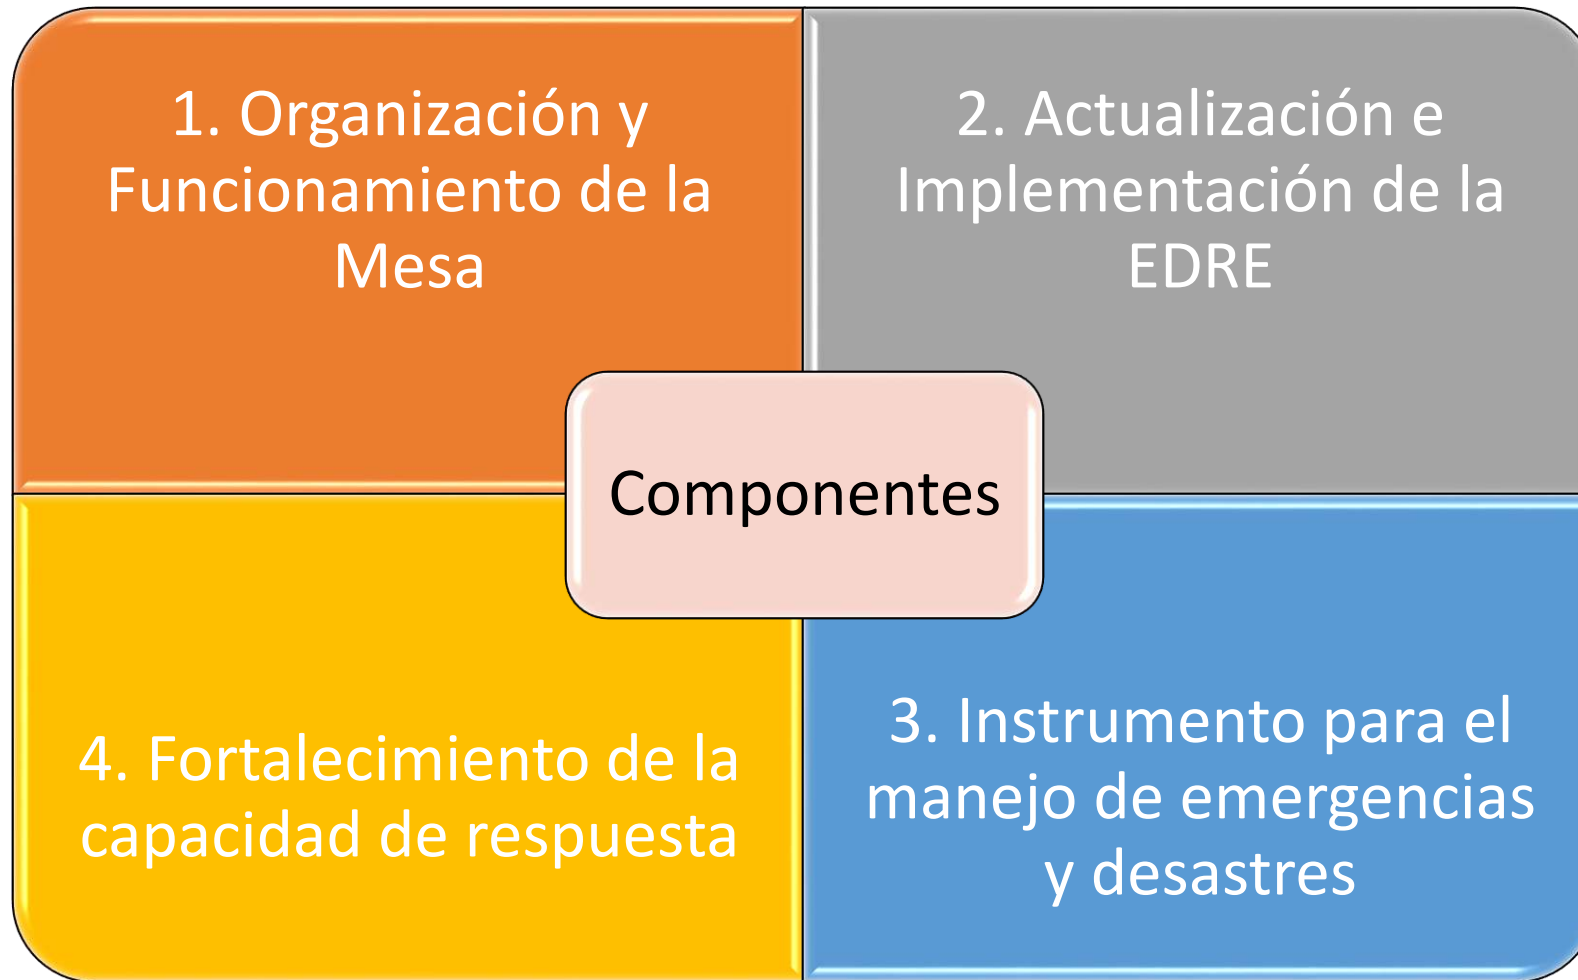 1. Organización y
Funcionamiento de la
Mesa
2. Actualización e
Implementación de la
EDRE
Componentes
4. Fortalecimiento de la
capacidad de respuesta
3. Instrumento para el
manejo de emergencias
y desastres